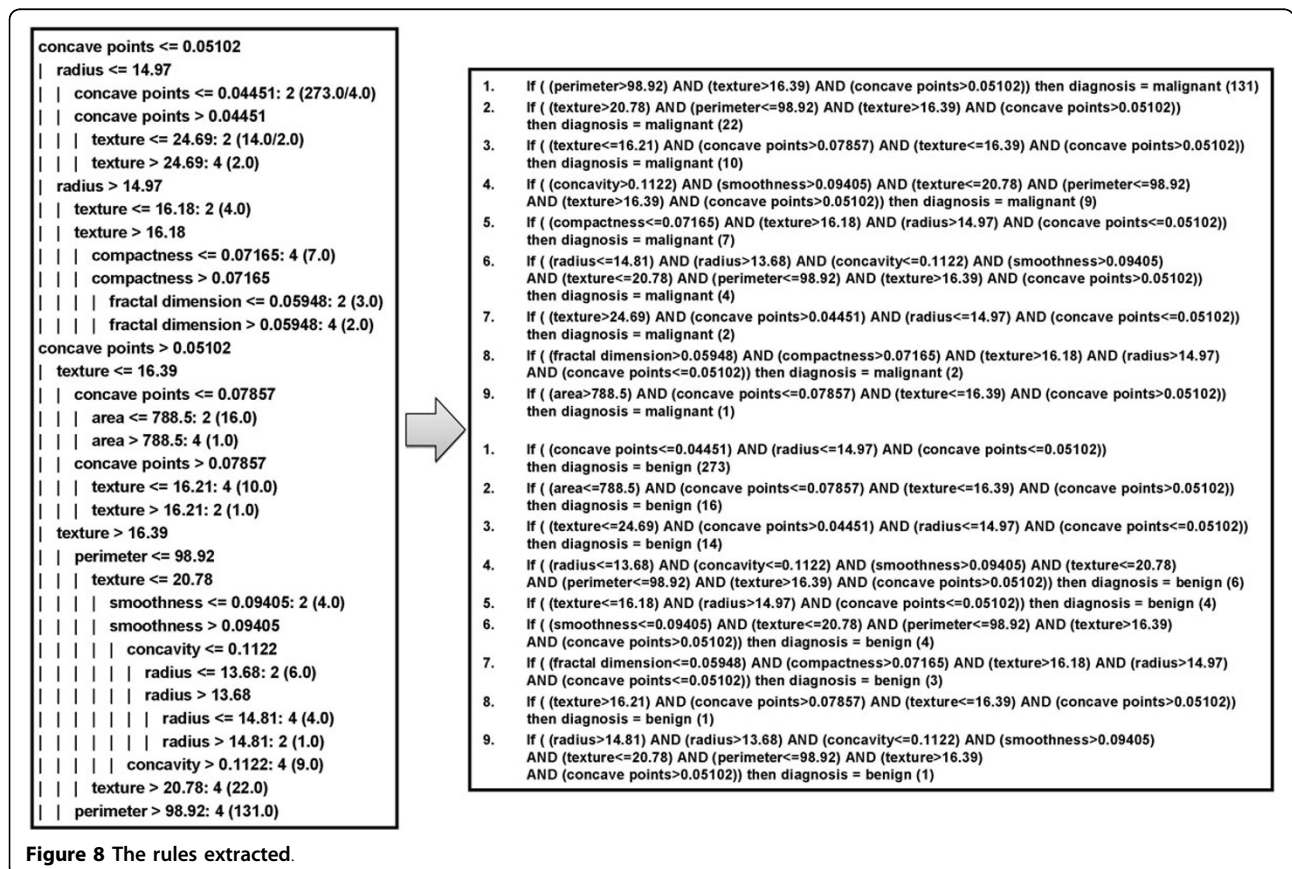 concave points <= 0.05102
| radius <= 14.97
| | concave points <= 0.04451: 2 (273.0/4.0)
| | concave points > 0.04451
| | | texture <= 24.69: 2 (14.0/2.0)
| | | texture > 24.69: 4 (2.0)
| radius > 14.97
| | texture <= 16.18: 2 (4.0)
| | texture > 16.18
| | | compactness <= 0.07165: 4 (7.0)
| | | compactness > 0.07165
| | | | fractal dimension <= 0.05948: 2 (3.0)
| | | | fractal dimension > 0.05948: 4 (2.0)
concave points > 0.05102
| texture <= 16.39
| | concave points <= 0.07857
| | | area <= 788.5: 2 (16.0)
| | | area > 788.5: 4 (1.0)
| | concave points > 0.07857
| | | texture <= 16.21: 4 (10.0)
| | | texture > 16.21: 2 (1.0)
| texture > 16.39
| | perimeter <= 98.92
| | | texture <= 20.78
| | | | smoothness <= 0.09405: 2 (4.0)
| | | | smoothness > 0.09405
| | | | | concavity <= 0.1122
| | | | | | radius <= 13.68: 2 (6.0)
| | | | | | radius > 13.68
| | | | | | | radius <= 14.81: 4 (4.0)
| | | | | | | radius > 14.81: 2 (1.0)
| | | | | concavity > 0.1122: 4 (9.0)
| | | texture > 20.78: 4 (22.0)
| | perimeter > 98.92: 4 (131.0)
1. If ( (perimeter>98.92) AND (texture>16.39) AND (concave points>0.05102)) then diagnosis = malignant (131)
2. If ( (texture>20.78) AND (perimeter<=98.92) AND (texture>16.39) AND (concave points>0.05102))
then diagnosis = malignant (22)
3. If ( (texture<=16.21) AND (concave points>0.07857) AND (texture<=16.39) AND (concave points>0.05102))
then diagnosis = malignant (10)
4. If ( (concavity>0.1122) AND (smoothness>0.09405) AND (texture<=20.78) AND (perimeter<=98.92)
AND (texture>16.39) AND (concave points>0.05102)) then diagnosis = malignant (9)
5. If ( (compactness<=0.07165) AND (texture>16.18) AND (radius>14.97) AND (concave points<=0.05102))
then diagnosis = malignant (7)
6. If ( (radius<=14.81) AND (radius>13.68) AND (concavity<=0.1122) AND (smoothness>0.09405)
AND (texture<=20.78) AND (perimeter<=98.92) AND (texture>16.39) AND (concave points>0.05102))
then diagnosis = malignant (4)
7. If ( (texture>24.69) AND (concave points>0.04451) AND (radius<=14.97) AND (concave points<=0.05102))
then diagnosis = malignant (2)
8. If ( (fractal dimension>0.05948) AND (compactness>0.07165) AND (texture>16.18) AND (radius>14.97)
AND (concave points<=0.05102)) then diagnosis = malignant (2)
9. If ( (area>788.5) AND (concave points<=0.07857) AND (texture<=16.39) AND (concave points>0.05102))
then diagnosis = malignant (1)
1. If ( (concave points<=0.04451) AND (radius<=14.97) AND (concave points<=0.05102))
then diagnosis = benign (273)
2. If ( (area<=788.5) AND (concave points<=0.07857) AND (texture<=16.39) AND (concave points>0.05102))
then diagnosis = benign (16)
3. If ( (texture<=24.69) AND (concave points>0.04451) AND (radius<=14.97) AND (concave points<=0.05102))
then diagnosis = benign (14)
4. If ( (radius<=13.68) AND (concavity<=0.1122) AND (smoothness>0.09405) AND (texture<=20.78)
AND (perimeter<=98.92) AND (texture>16.39) AND (concave points>0.05102)) then diagnosis = benign (6)
5. If ( (texture<=16.18) AND (radius>14.97) AND (concave points<=0.05102)) then diagnosis = benign (4)
6. If ( (smoothness<=0.09405) AND (texture<=20.78) AND (perimeter<=98.92) AND (texture>16.39)
AND (concave points>0.05102)) then diagnosis = benign (4)
7. If ( (fractal dimension<=0.05948) AND (compactness>0.07165) AND (texture>16.18) AND (radius>14.97)
AND (concave points<=0.05102)) then diagnosis = benign (3)
8. If ( (texture>16.21) AND (concave points>0.07857) AND (texture<=16.39) AND (concave points>0.05102))
then diagnosis = benign (1)
9. If ( (radius>14.81) AND (radius>13.68) AND (concavity<=0.1122) AND (smoothness>0.09405)
AND (texture<=20.78) AND (perimeter<=98.92) AND (texture>16.39)
AND (concave points>0.05102)) then diagnosis = benign (1)
Figure 8 The rules extracted.